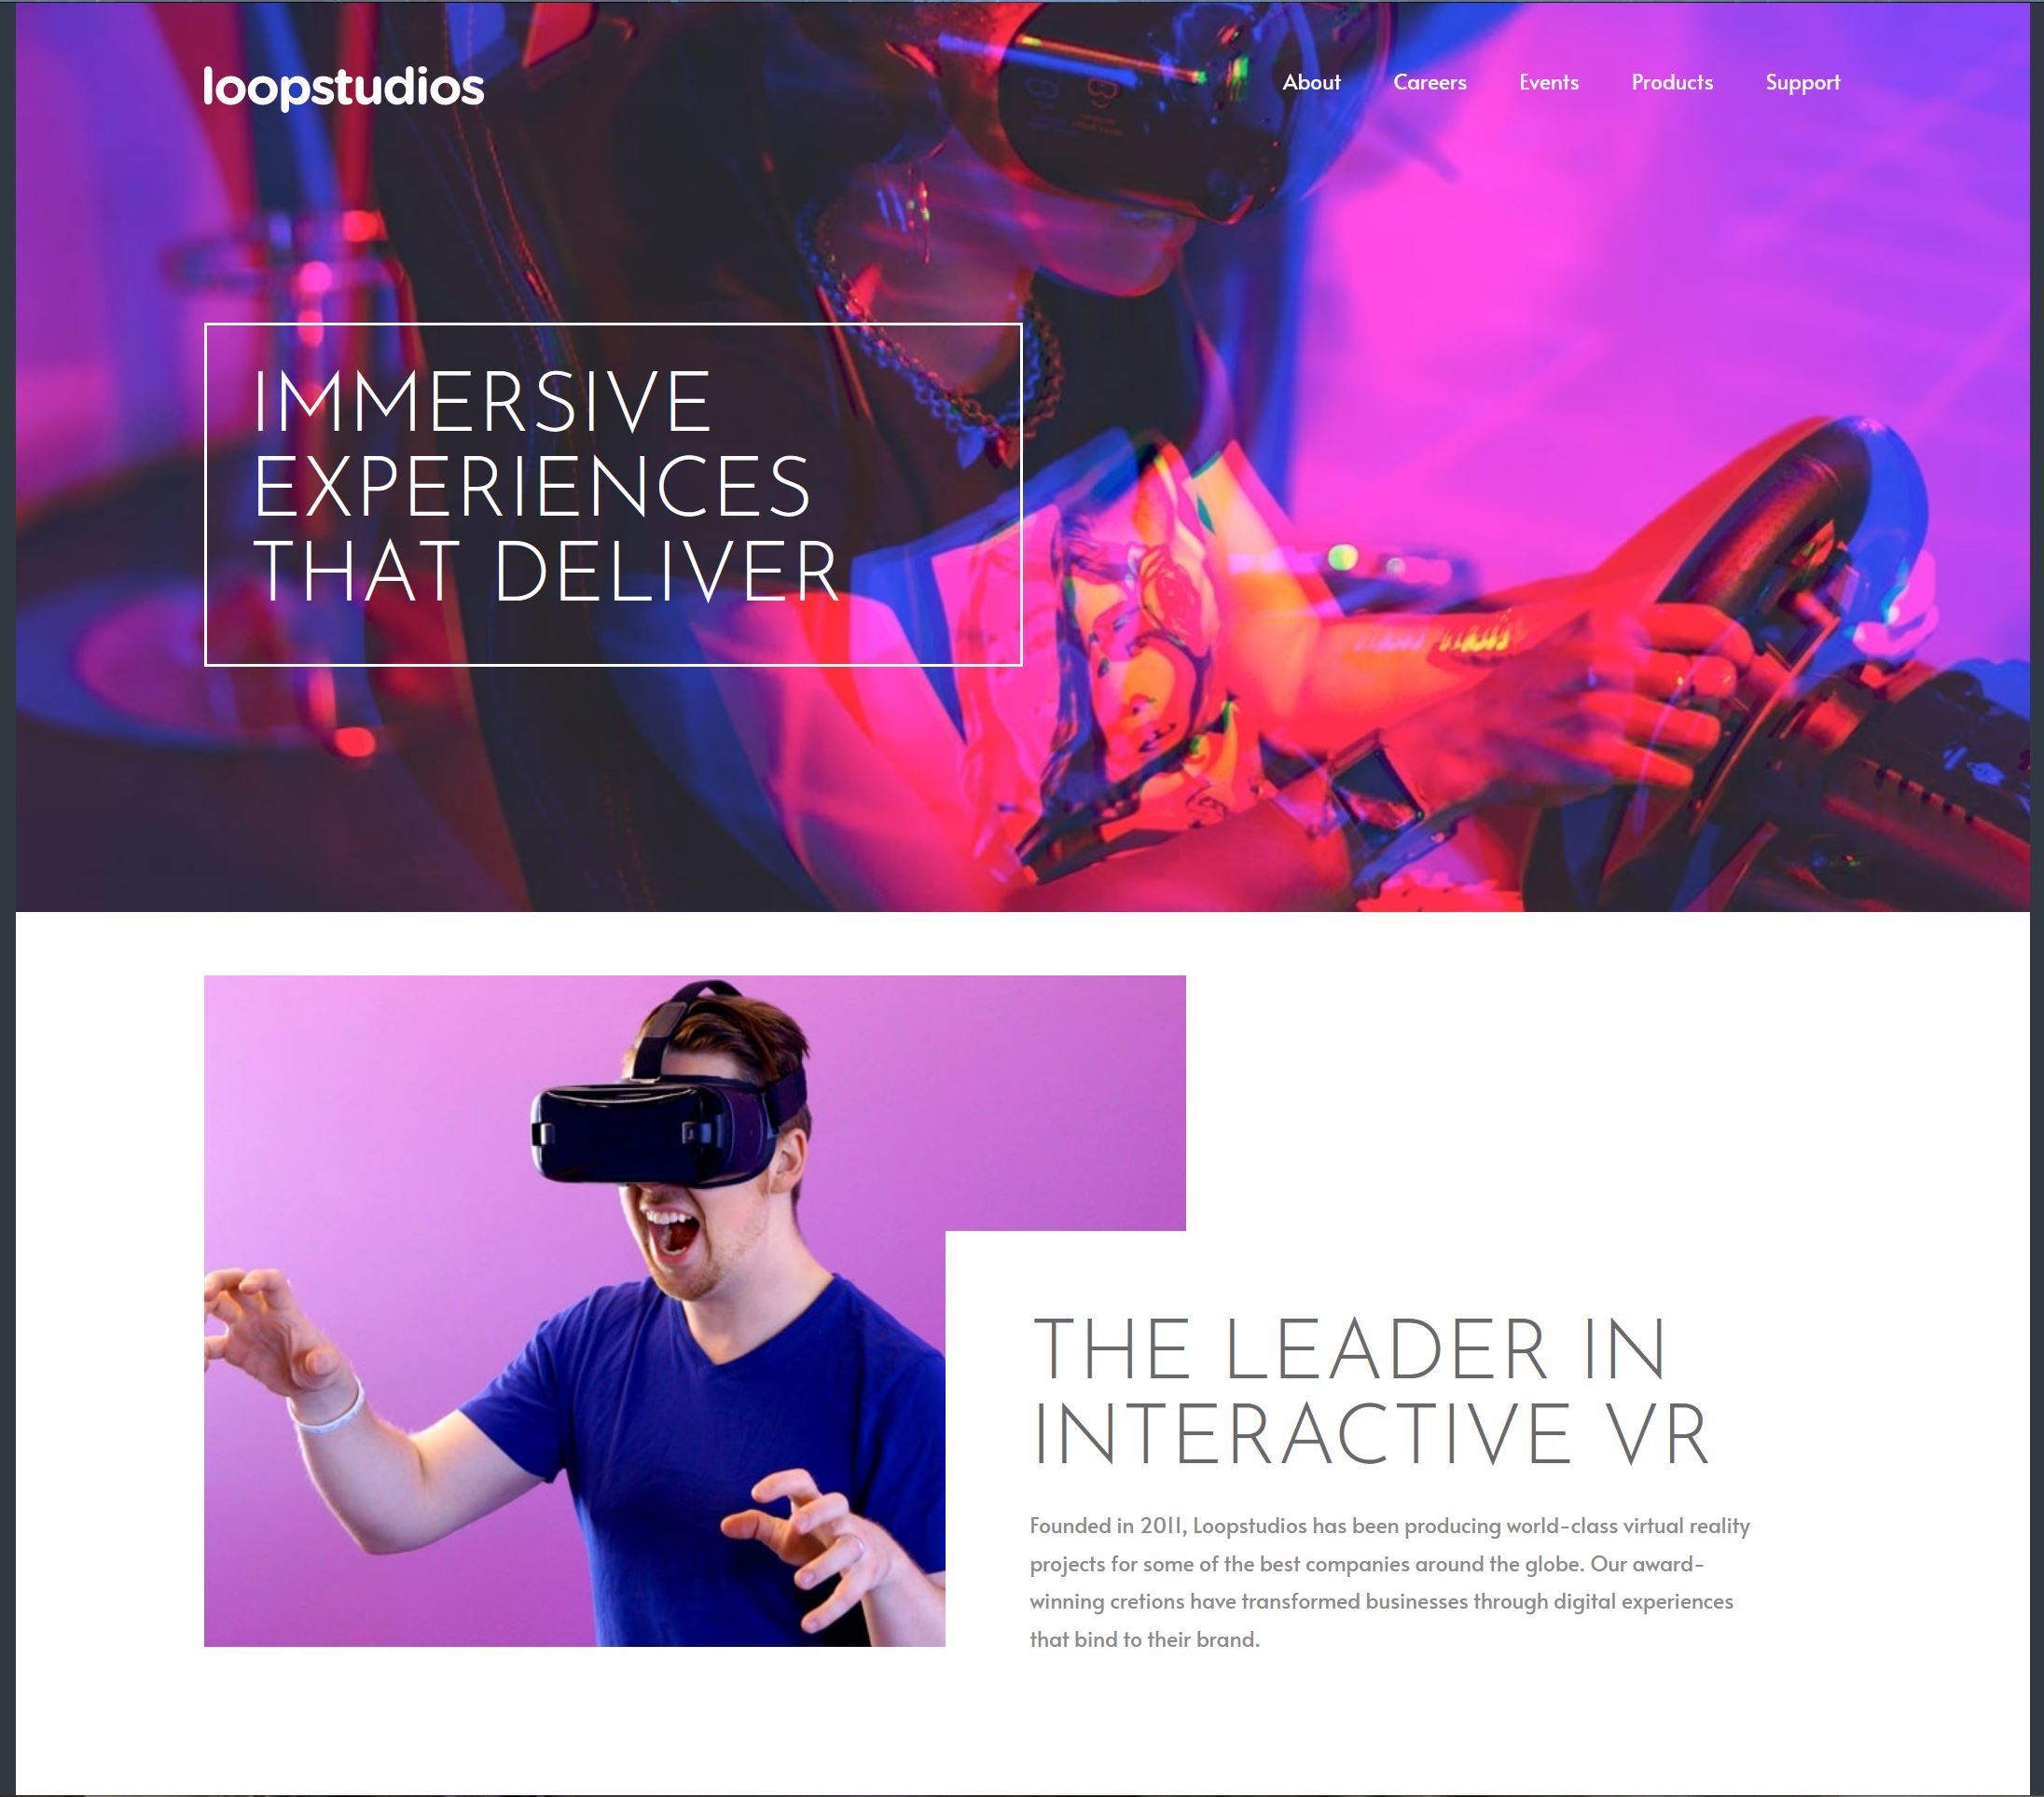 loopstudios
About Careers Events Products Support
IMMERSIVE
EXPERIENCES
THAT DELIVER
THE LEADER IN
INTERACTIVE VR
Founded in 2011, Loopstudios has been producing world-class virtual reality
projects for some of the best companies around the globe. Our award-
winning cretions have transformed businesses through digital experiences
that bind to their brand.